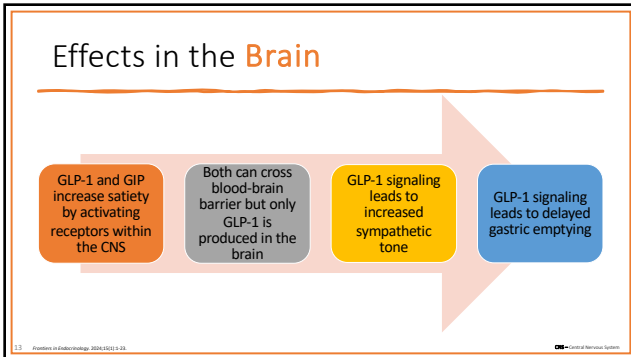 Effects in the Brain
GLP-1 and GIP
increase satiety
by activating
receptors within
the CNS
Both can cross
blood-brain
barrier but only
GLP-1 is
produced in the
brain
GLP-1 signaling
leads to
increased
sympathetic
tone
GLP-1 signaling
leads to delayed
gastric emptying
13
Frontiers in Endocrinology. 2024;15(1):1-23.
CNS – Central Nervous System